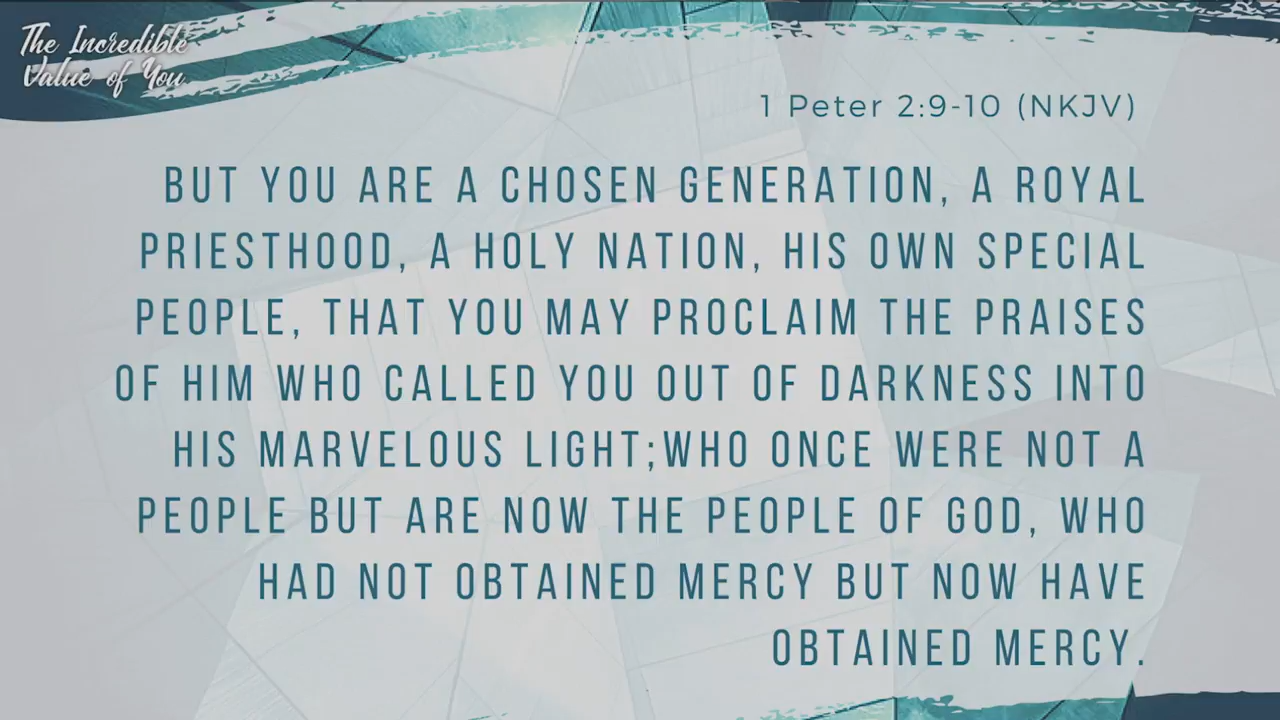 The Incredible
Value of You
1 Peter 2:9-10 (NKJV)
BUT YOU ARE A CHOSEN GENERATION, A ROYAL
PRIESTHOOD, A HOLY NATION, HIS OWN SPECIAL
PEOPLE, THAT YOU MAY PROCLAIM THE PRAISES
OF HIM WHO CALLED YOU OUT OF DARKNESS INTO
HIS MARVELOUS LIGHT;WHO ONCE WERE NOT A
PEOPLE BUT ARE NOW THE PEOPLE OF GOD, WHO
HAD NOT OBTAINED MERCY BUT NOW HAVE
OBTAINED MERCY.